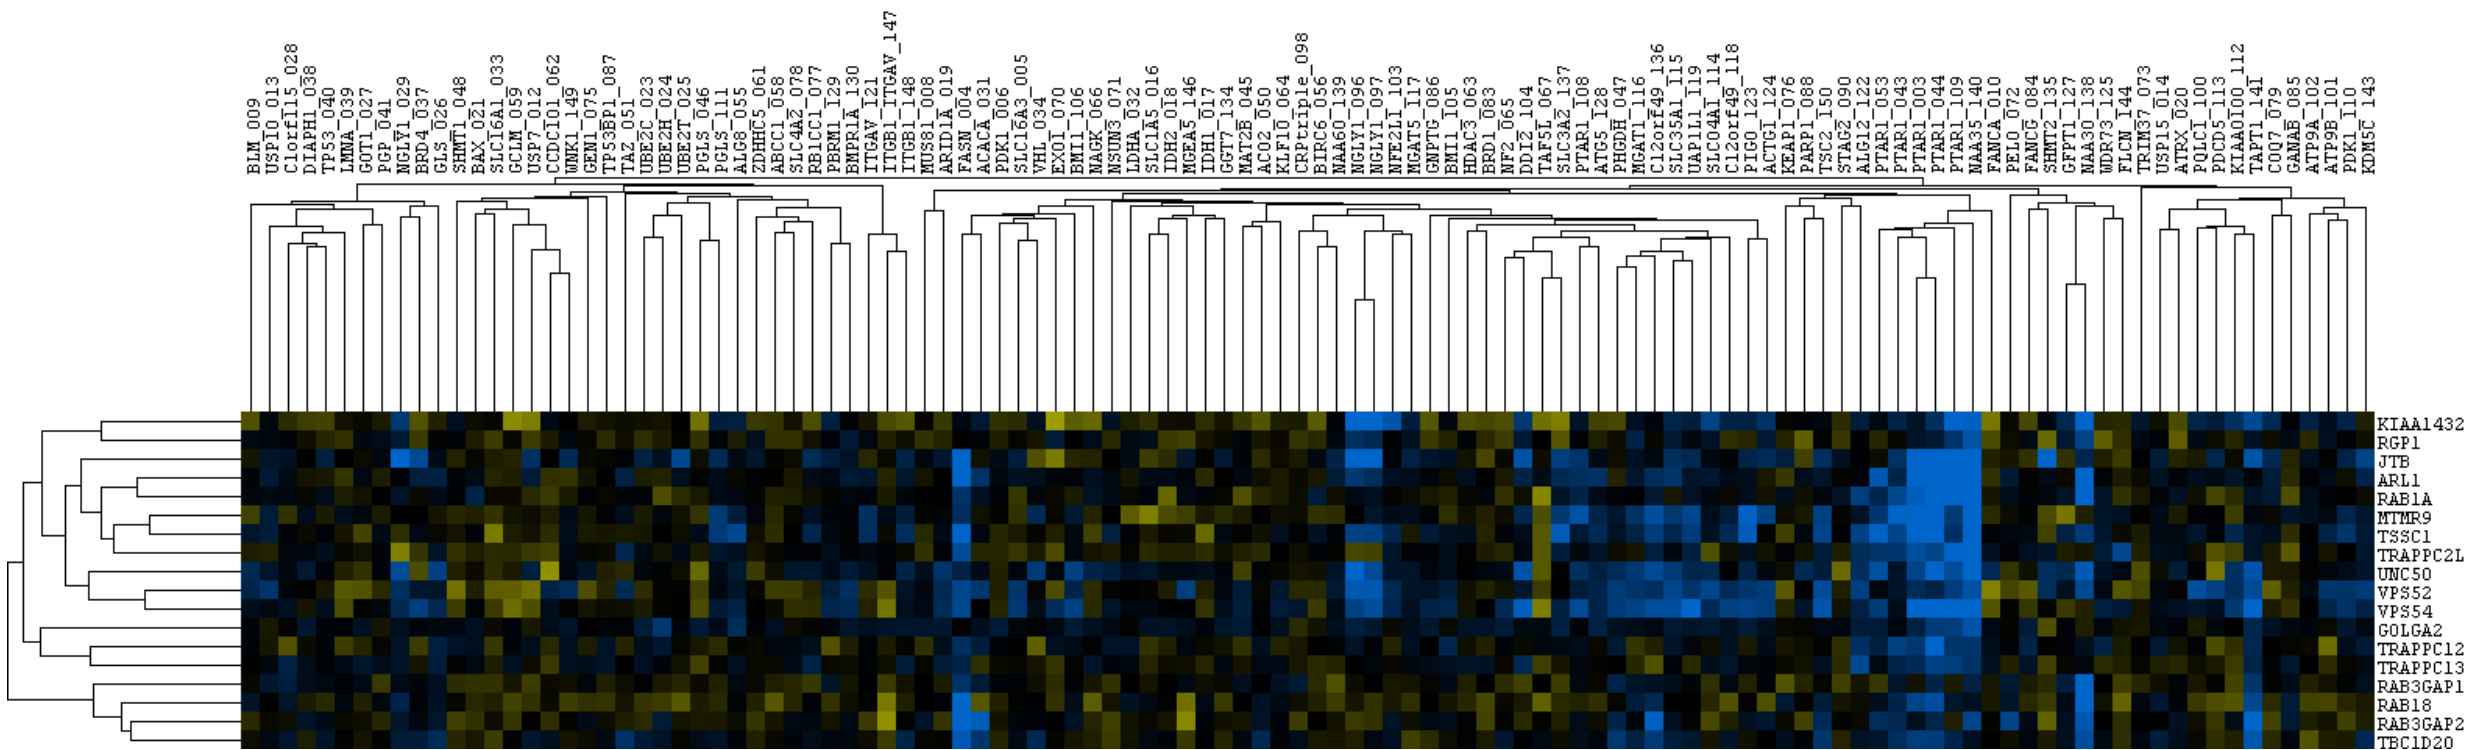 BLM_009
USP10_013
C1orf115_028
DIAPH1_038
TP53_040
LMNA_039
GOT1_027
PGP_041
NGLY1_029
BRD4_037
GLS_026
SHMT1_048
BAX_021
SLC16A1_033
GCLM_059
USP7_012
CCDC101_062
WNK1_149
GEN1_075
TP53BP1_087
TAZ_051
UBE2C_023
UBE2H_024
UBE2T_025
PGLS_046
PGLS_111
ALG8_055
ZDHHC5_061
ABCC1_058
SLC4A2_078
RB1CC1_077
PBRM1_129
BMPR1A_130
ITGAV_121
ITGB1_ITGAV_147
ITGB1_148
MUS81_008
ARID1A_019
FASN_004
ACACA_031
PDK1_006
SLC16A3_005
VHL_034
EXO1_070
BMI1_106
NAGK_066
NSUN3_071
LDHA_032
SLC1A5_016
IDH2_018
MGEA5_146
IDH1_017
GGT7_134
MAT2B_045
ACO2_050
KLF10_064
CRPtriple_098
BIRC6_056
NAA60_139
NGLY1_096
NGLY1_097
NFE2L1_103
MGAT5_117
GNPTG_086
BMI1_105
HDAC3_063
BRD1_083
NF2_065
DDI2_104
TAF5L_067
SLC3A2_137
PTAR1_108
ATG5_128
PHGDH_047
MGAT1_116
C12orf49_136
SLC35A1_115
UAP1L1_119
SLCO4A1_114
C12orf49_118
PIGO_123
ACTG1_124
KEAP1_076
PARP1_088
TSC2_150
STAG2_090
ALG12_122
PTAR1_053
PTAR1_043
PTAR1_003
PTAR1_044
PTAR1_109
NAA35_140
FANCA_010
PELO_072
FANCG_084
SHMT2_135
GFPT1_127
NAA30_138
WDR73_125
FLCN_144
TRIM37_073
USP15_014
ATRX_020
PQLC1_100
PDCD5_113
KIAA0100_112
TAPT1_141
COQ7_079
GANAB_085
ATP9A_102
ATP9B_101
PDK1_110
KDM5C_143
KIAA1432
RGP1
JTB
ARL1
RAB1A
MTMR9
TSSC1
TRAPPC2L
UNC50
VPS52
VPS54
GOLGA2
TRAPPC12
TRAPPC13
RAB3GAP1
RAB18
RAB3GAP2
TBC1D20